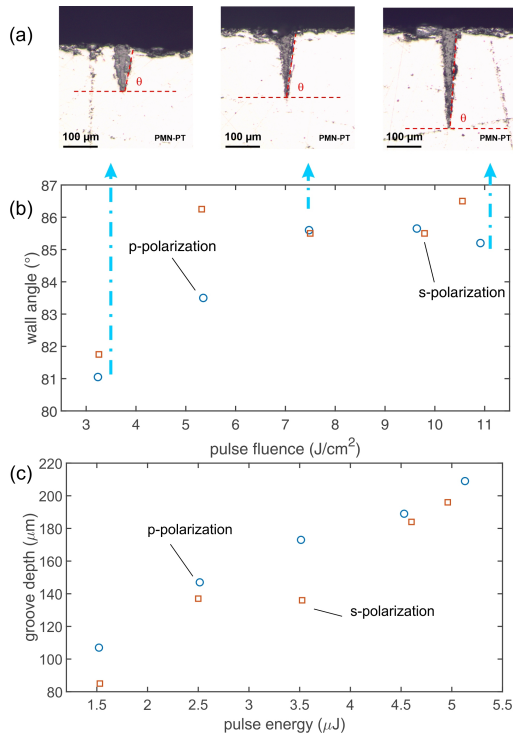 (a)
θ
θ
θ
100 μm
PMN-PT
100 μm
PMN-PT
100 μm
PMN-PT
(b)
87
86
85
84
83
82
81
80
wall angle (°)
p-polarization
s-polarization
3 4 5 6 7 8 9 10 11
pulse fluence (J/cm2)
(c)
220
200
180
160
140
120
100
80
groove depth (μm)
p-polarization
s-polarization
1.5 2 2.5 3 3.5 4 4.5 5 5.5
pulse energy (μJ)